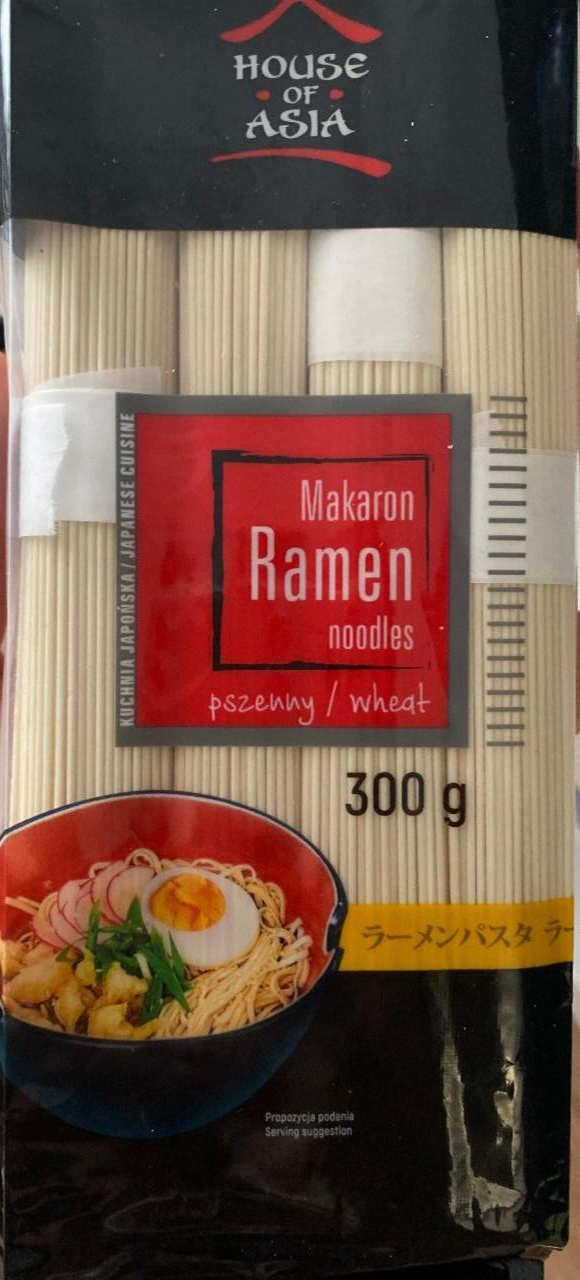 HOUSE
OF
ASIA
KUCHNIA JAPOŃSKA / JAPANESE CUISINE
Makaron
Ramen
noodles
pszenny / wheat
300 g
ラーメンパスタ ラー
Propozycja podania
Serving suggestion